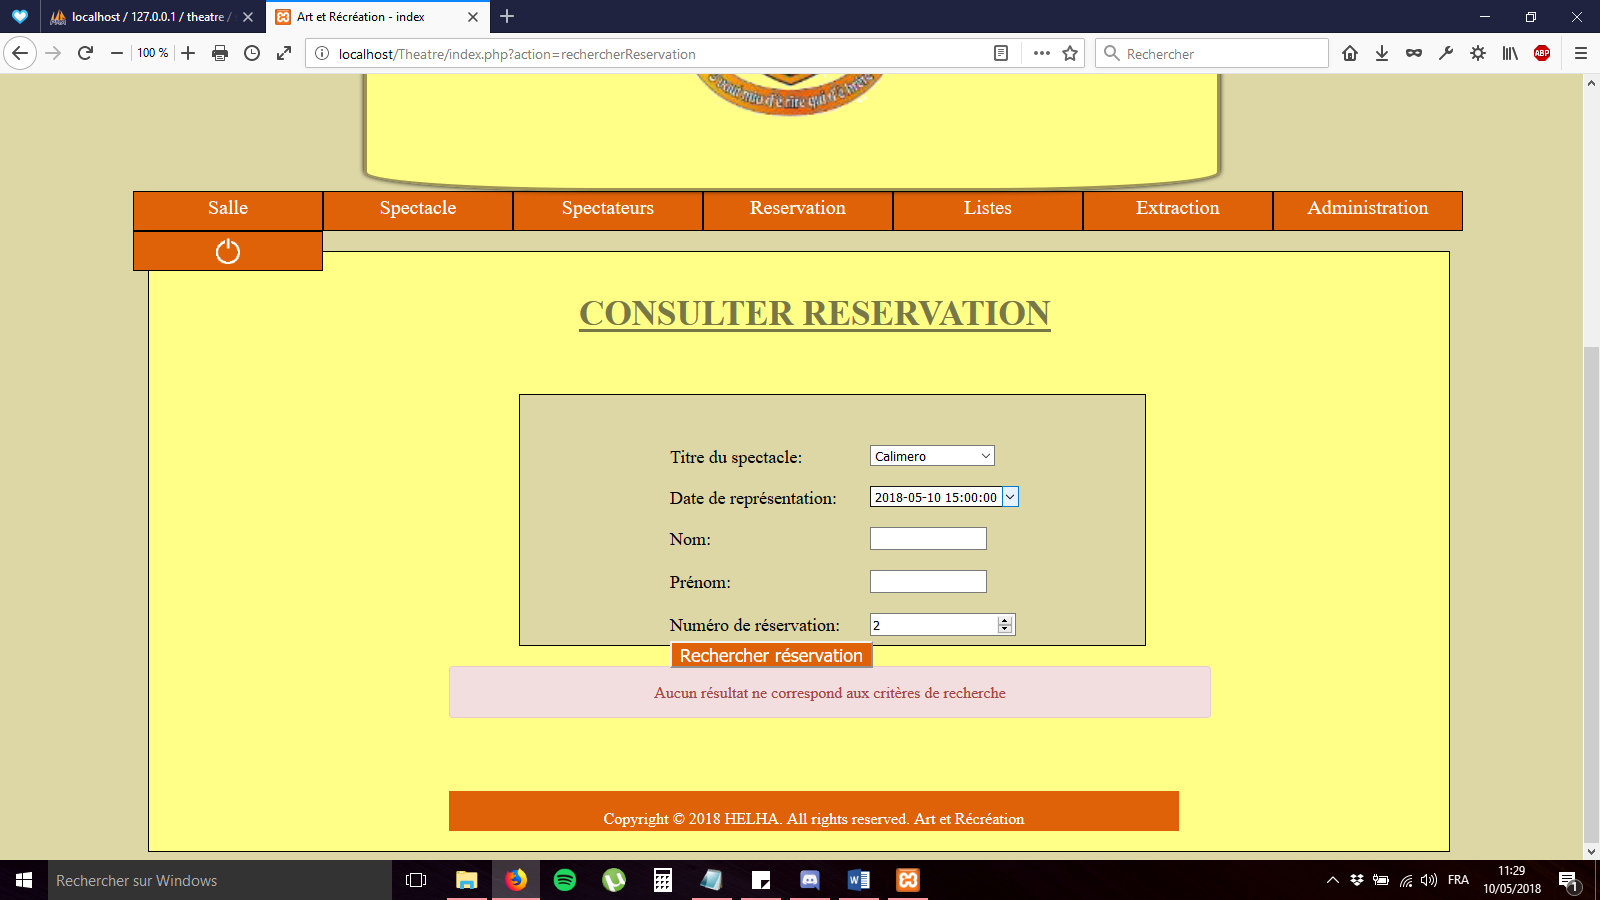 localhost / 127.0.0.1 / theatre /
Art et Récréation - index
100 %
localhost/Theatre/index.php?action=rechercherReservation
Rechercher
ABP
Salle
Spectacle
Spectateurs
Reservation
Listes
Extraction
Administration
CONSULTER RESERVATION
Titre du spectacle:
Calimero
Date de représentation:
2018-05-10 15:00:00
Nom:
Prénom:
Numéro de réservation:
2
Rechercher réservation
Aucun résultat ne correspond aux critères de recherche
Copyright © 2018 HELHA. All rights reserved. Art et Récréation
Rechercher sur Windows
FRA
11:29
10/05/2018
1